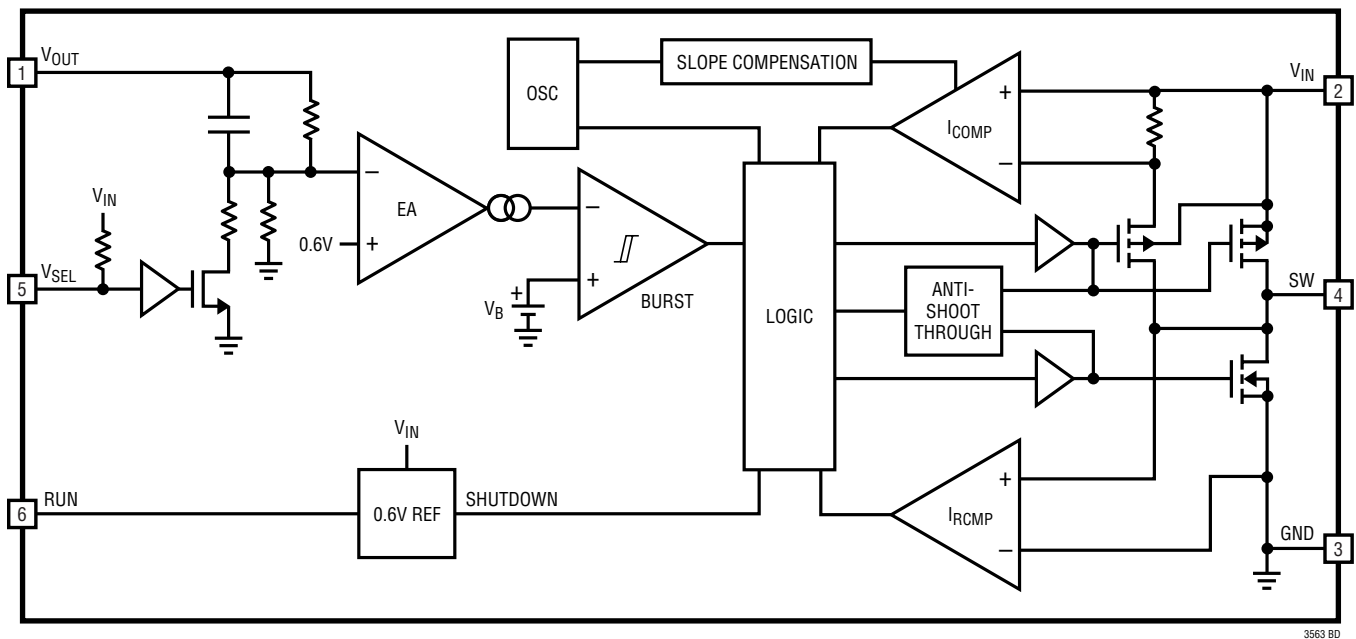 1
VOUT
OSC
SLOPE COMPENSATION
ICOMP
+
–
VIN
2
VIN
–
EA
0.6V
+
–
+
BURST
VB
+
5
VSEL
LOGIC
ANTI-
SHOOT
THROUGH
SW
4
VIN
6
RUN
0.6V REF
SHUTDOWN
IRCMP
+
–
GND
3
3563 BD